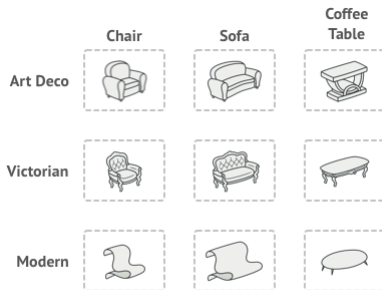 Chair
Sofa
Coffee
Table
Art Deco
Victorian
Modern